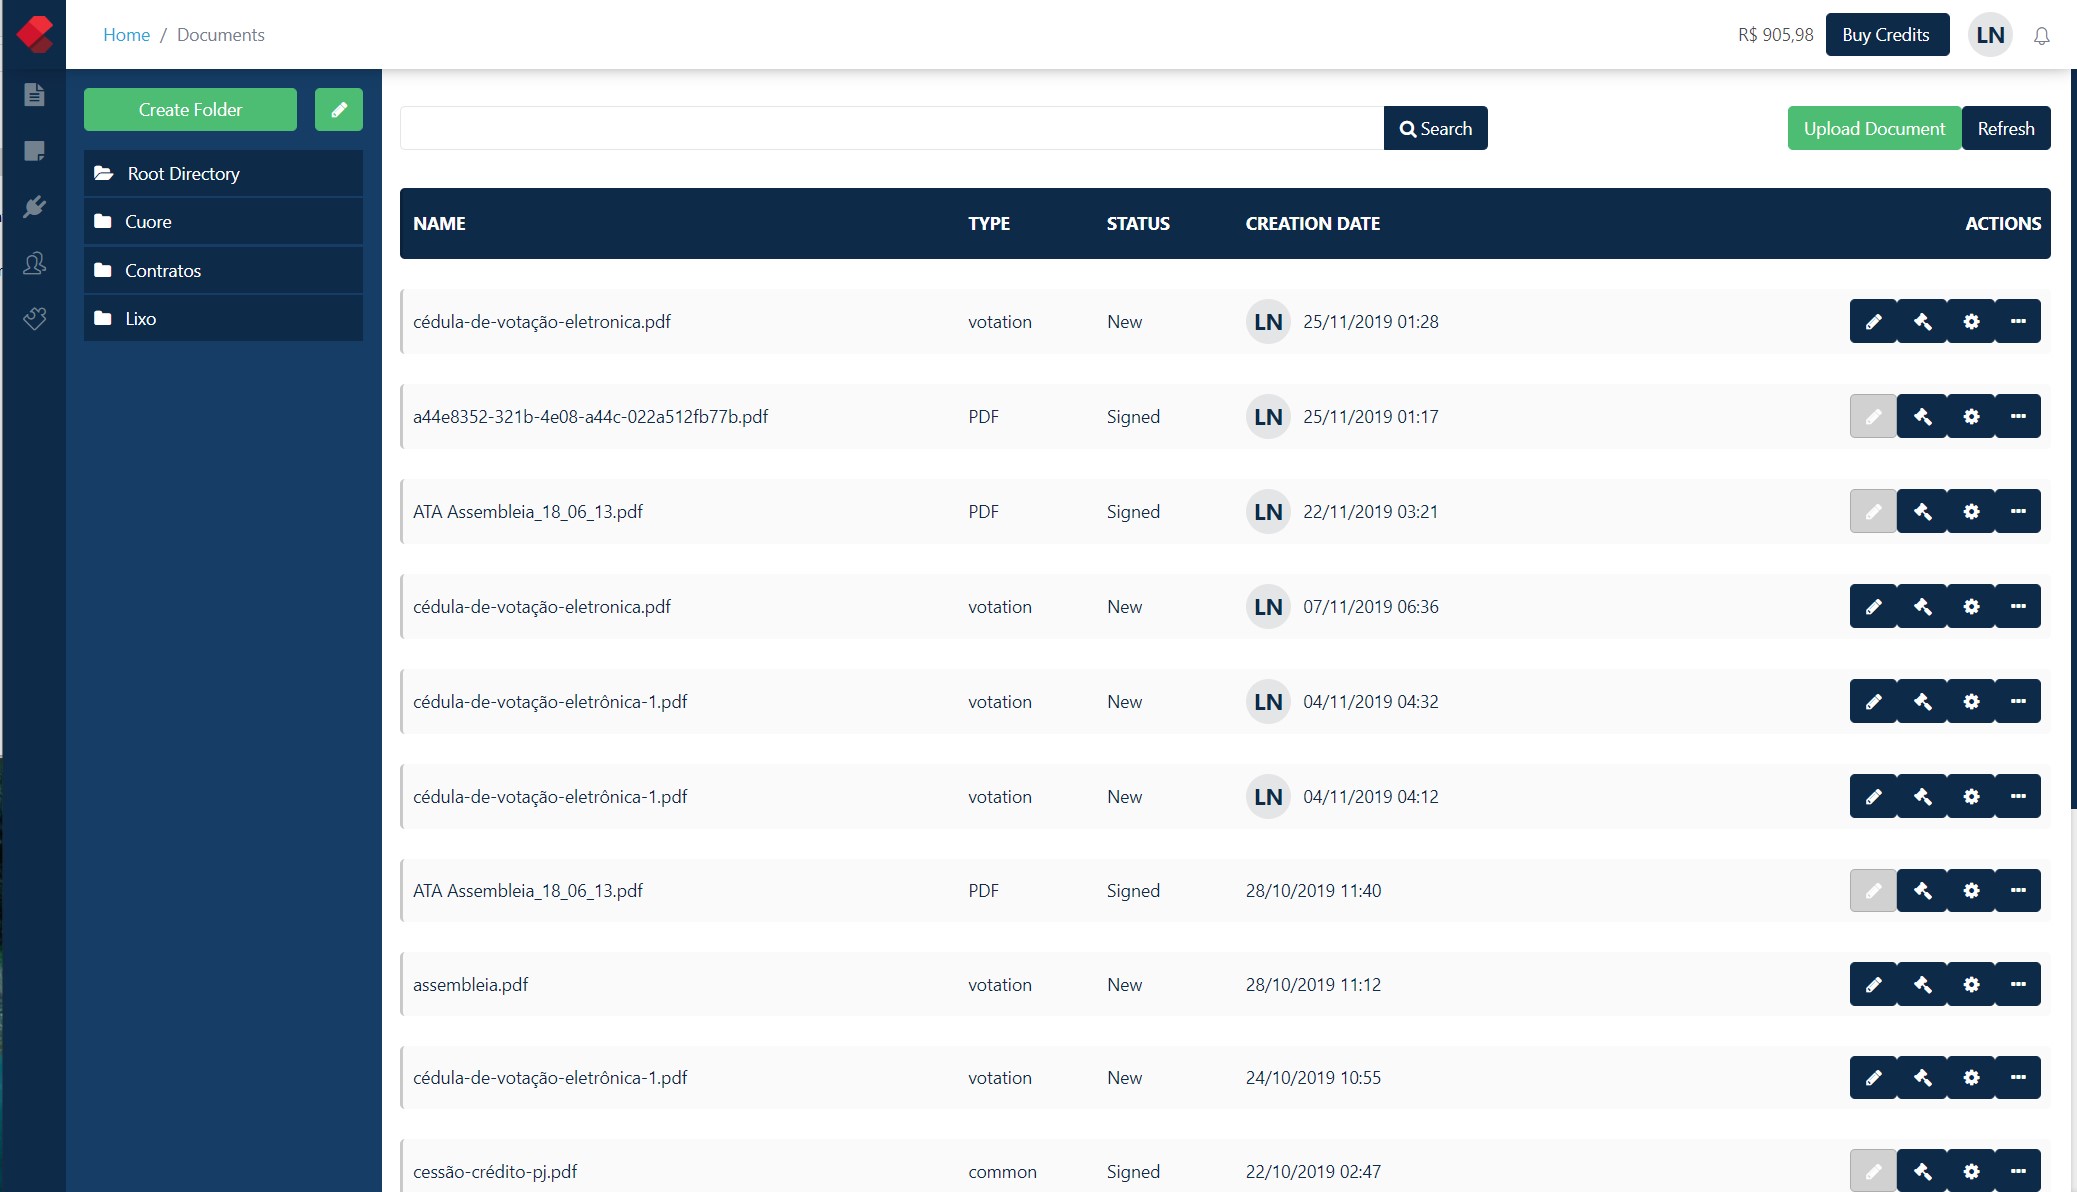 Home / Documents
R$ 905,98 Buy Credits LN
Create Folder
Root Directory
Cuore
Contratos
Lixo
Search
Upload Document Refresh
NAME TYPE STATUS CREATION DATE ACTIONS
cédula-de-votação-eletronica.pdf votation New LN 25/11/2019 01:28
a44e8352-321b-4e08-a44c-022a512fb77b.pdf PDF Signed LN 25/11/2019 01:17
ATA Assembleia_18_06_13.pdf PDF Signed LN 22/11/2019 03:21
cédula-de-votação-eletronica.pdf votation New LN 07/11/2019 06:36
cédula-de-votação-eletrônica-1.pdf votation New LN 04/11/2019 04:32
cédula-de-votação-eletrônica-1.pdf votation New LN 04/11/2019 04:12
ATA Assembleia_18_06_13.pdf PDF Signed 28/10/2019 11:40
assembleia.pdf votation New 28/10/2019 11:12
cédula-de-votação-eletrônica-1.pdf votation New 24/10/2019 10:55
cessão-crédito-pj.pdf common Signed 22/10/2019 02:47